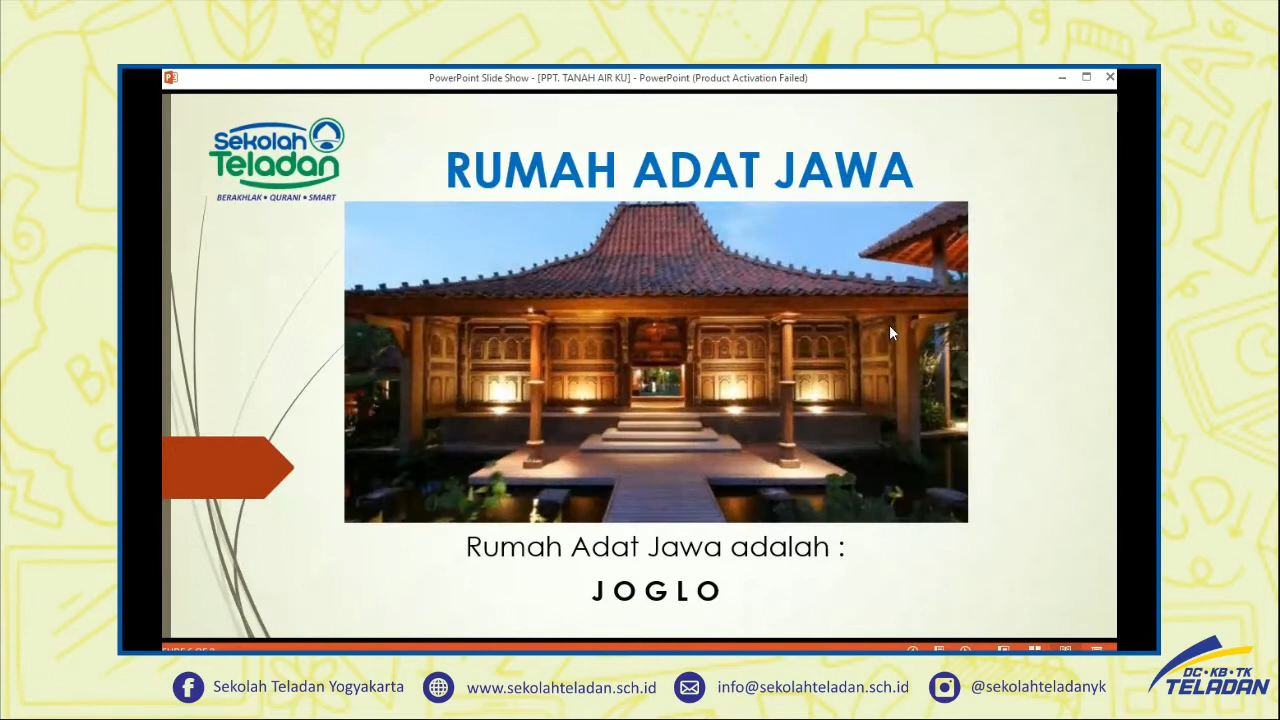 PowerPoint Slide Show - [PPT. TANAH AIR KU] - PowerPoint (Product Activation Failed)
Sekolah
Teladan
BERAKHLAK • QURANI • SMART
RUMAH ADAT JAWA
Rumah Adat Jawa adalah :
JOGLO
Sekolah Teladan Yogyakarta
www.sekolahteladan.sch.id
info@sekolahteladan.sch.id
@sekolahteladanyk
DC•KB•TK
TELADAN